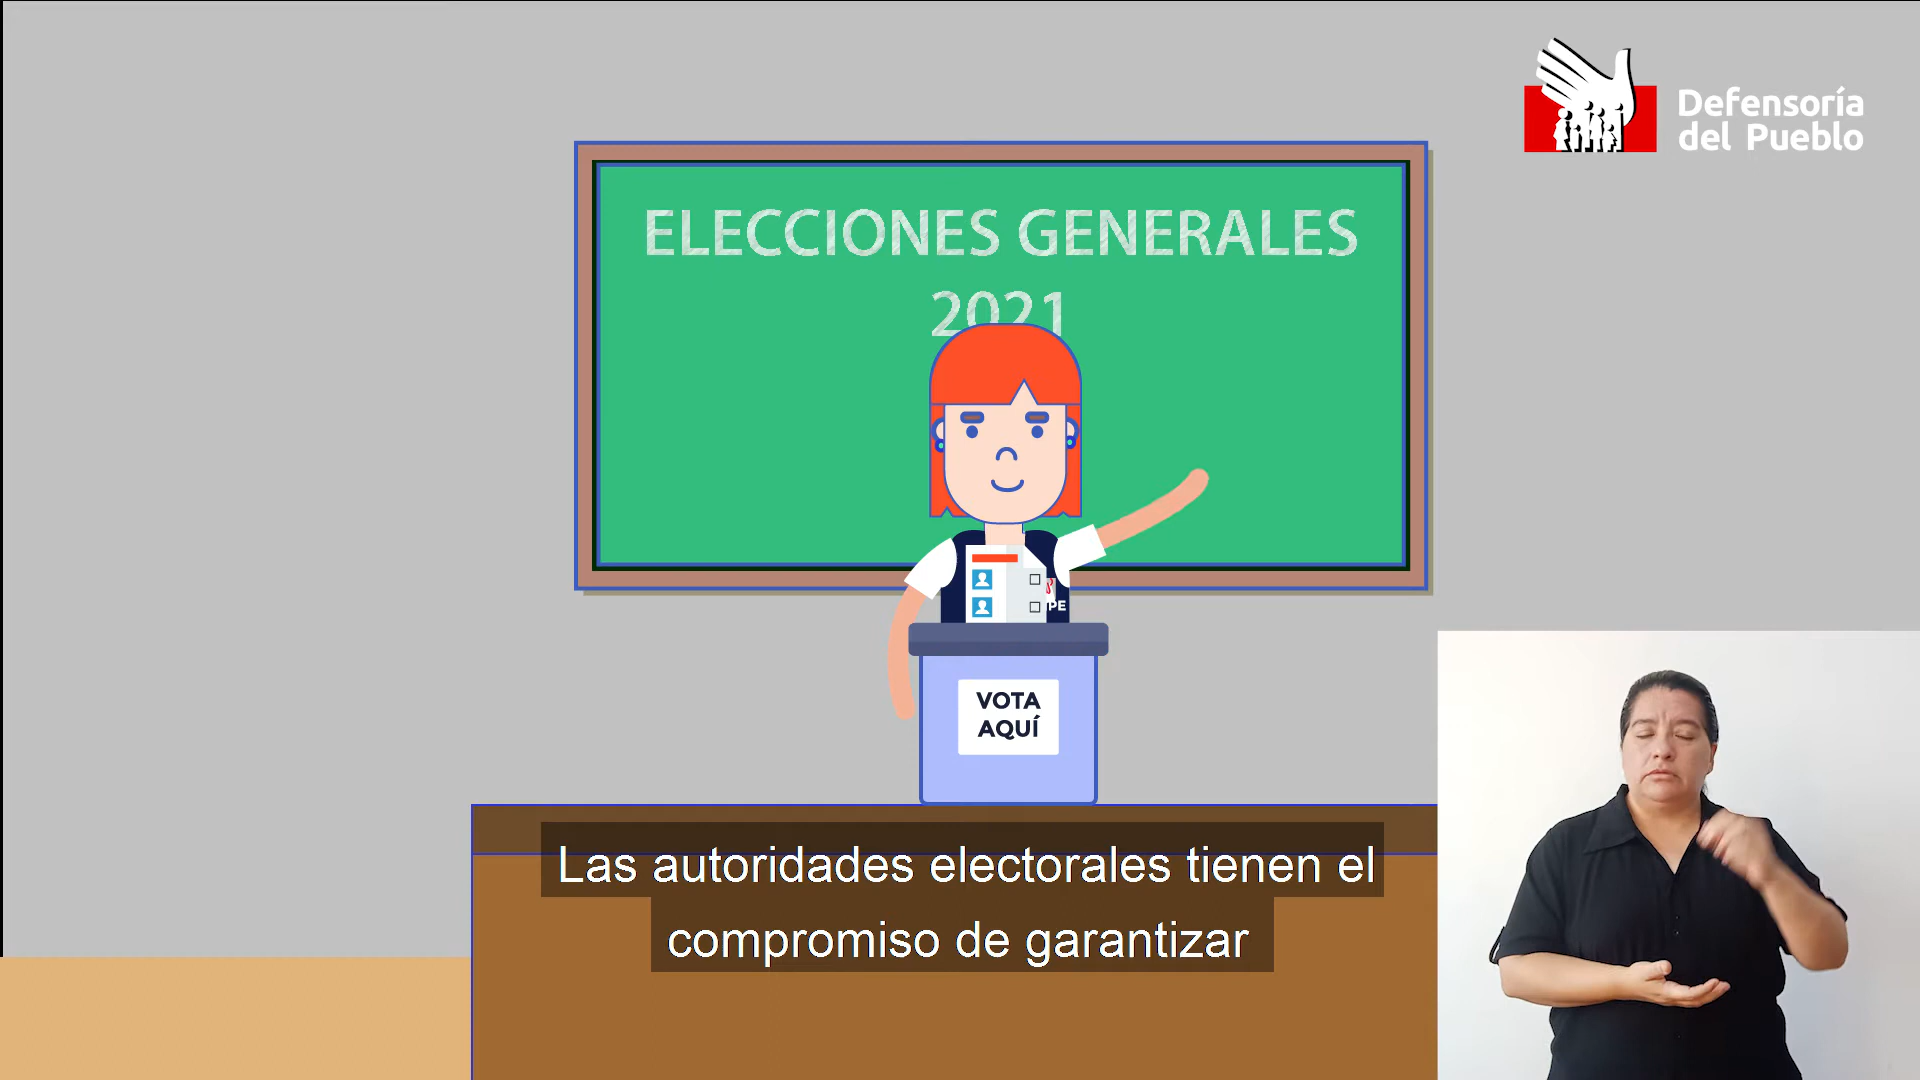 Defensoría
del Pueblo
ELECCIONES GENERALES
2021
PE
VOTA
AQUÍ
Las autoridades electorales tienen el
compromiso de garantizar